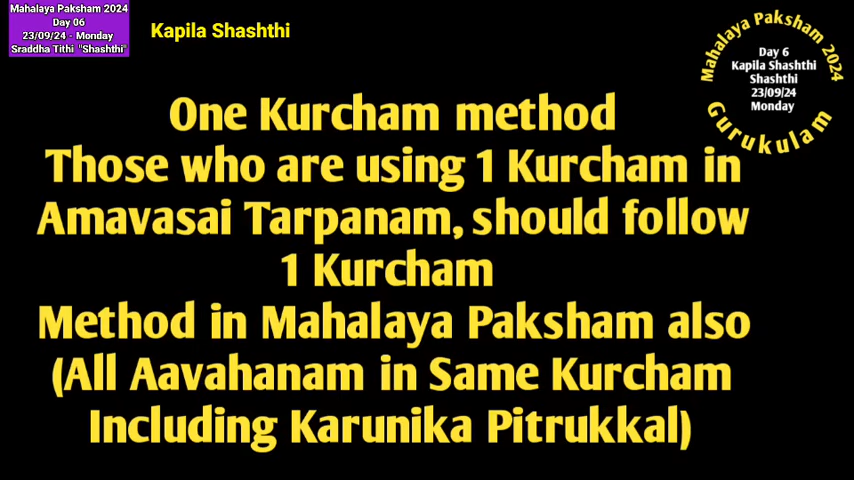 Mahalaya Paksham 2024
Day 06
23/09/24 - Monday
Sraddha Tithi "Shashthi"
Kapila Shashthi
Mahalaya Paksham 2024
Day 6
Kapila Shashthi
Shashthi
23/09/24
Monday
Gurukulam
One Kurcham method
Those who are using 1 Kurcham in
Amavasai Tarpanam, should follow
1 Kurcham
Method in Mahalaya Paksham also
(All Aavahanam in Same Kurcham
Including Karunika Pitrukkal)